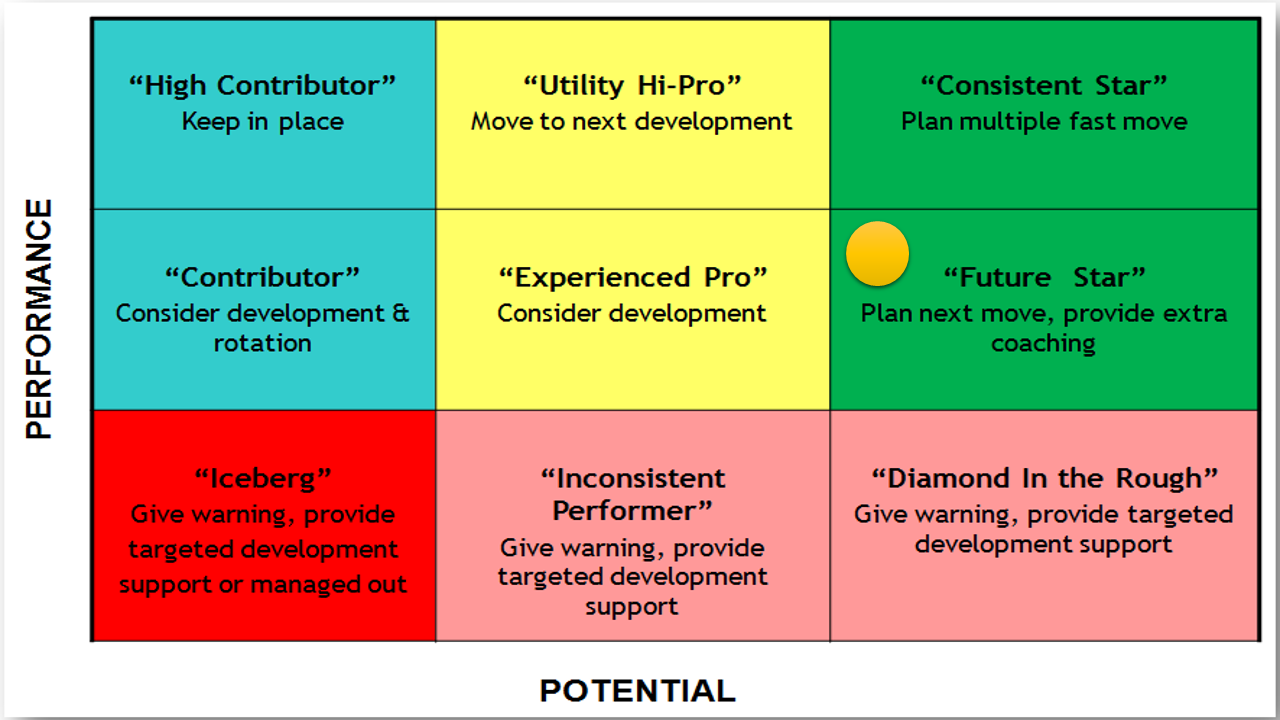 “High Contributor”
Keep in place
“Utility Hi-Pro”
Move to next development
“Consistent Star”
Plan multiple fast move
PERFORMANCE
“Contributor”
Consider development &
rotation
“Experienced Pro”
Consider development
“Future Star”
Plan next move, provide extra
coaching
“Iceberg”
Give warning, provide
targeted development
support or managed out
“Inconsistent
Performer”
Give warning, provide
targeted development
support
“Diamond In the Rough”
Give warning, provide targeted
development support
POTENTIAL